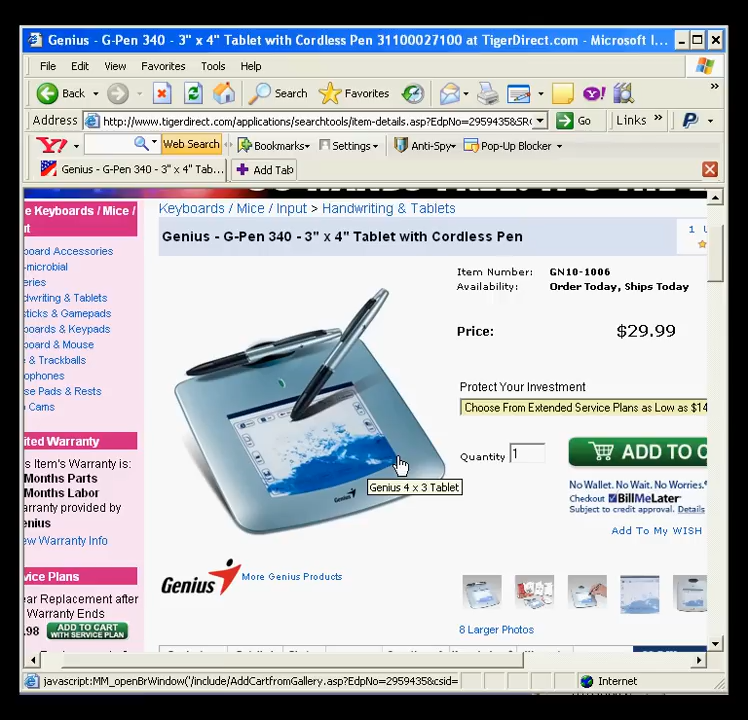 Genius - G-Pen 340 - 3" x 4" Tablet with Cordless Pen 31100027100 at TigerDirect.com - Microsoft I...
File Edit View Favorites Tools Help
Back Search Favorites
Address http://www.tigerdirect.com/applications/searchtools/item-details.asp?EdpNo=2959435&SR Go Links
Y! Web Search Bookmarks Settings Anti-Spy Pop-Up Blocker
Genius - G-Pen 340 - 3" x 4" Tab... Add Tab
e Keyboards / Mice /
ut
Keyboards / Mice / Input > Handwriting & Tablets
Genius - G-Pen 340 - 3" x 4" Tablet with Cordless Pen
1 U
board Accessories
-microbial
eries
dwriting & Tablets
sticks & Gamepads
boards & Keypads
board & Mouse
e & Trackballs
ophones
se Pads & Rests
o Cams
Item Number: GN10-1006
Availability: Order Today, Ships Today
Price: $29.99
Protect Your Investment
Choose From Extended Service Plans as Low as $14
Quantity 1 ADD TO C
No Wallet. No Wait. No Worries.
Checkout BillMeLater
Subject to credit approval. Details
Add To My WISH
Genius
Genius 4 x 3 Tablet
ited Warranty
s Item's Warranty is:
Months Parts
Months Labor
arranty provided by
enius
ew Warranty Info
Genius More Genius Products
8 Larger Photos
vice Plans
ear Replacement after
Warranty Ends
.98 ADD TO CART
WITH SERVICE PLAN
javascript:MM_openBrWindow('/include/AddCartfromGallery.asp?EdpNo=2959435&csid= Internet